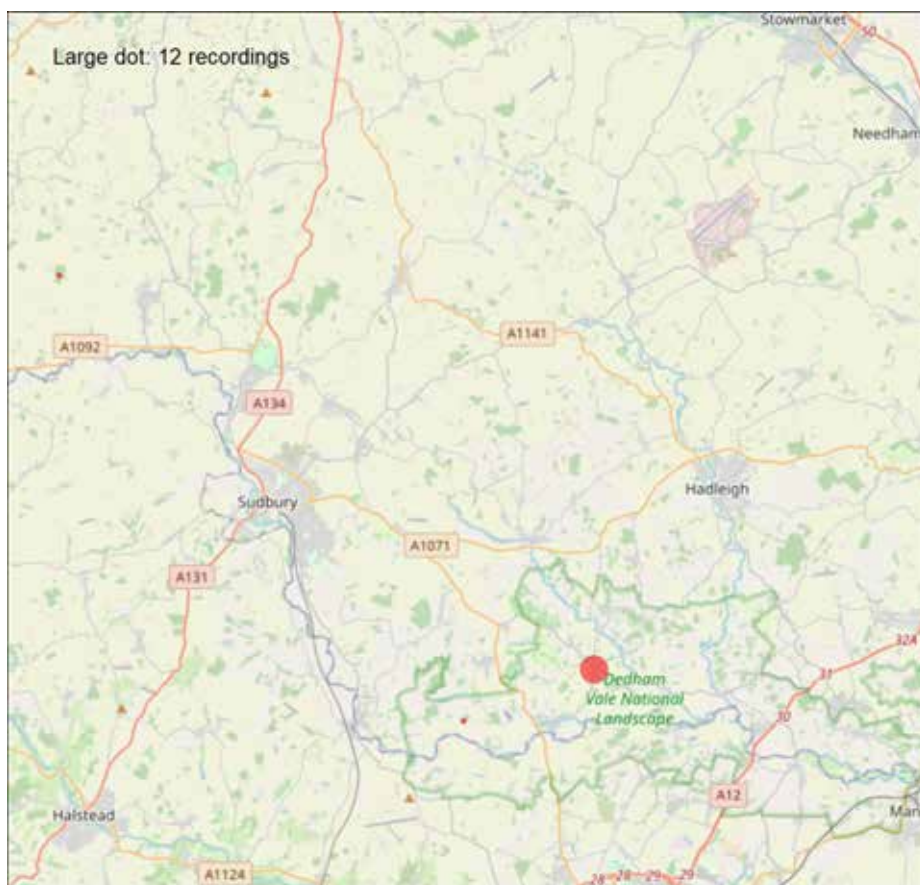 Stowmarket
50
Large dot: 12 recordings
Needham
A1141
A1092
A134
Hadleigh
Sudbury
A1071
A131
32A
31
Dedham
Vale National
Landscape
30
A12
Halstead
Man
A1124
28
28
29
29